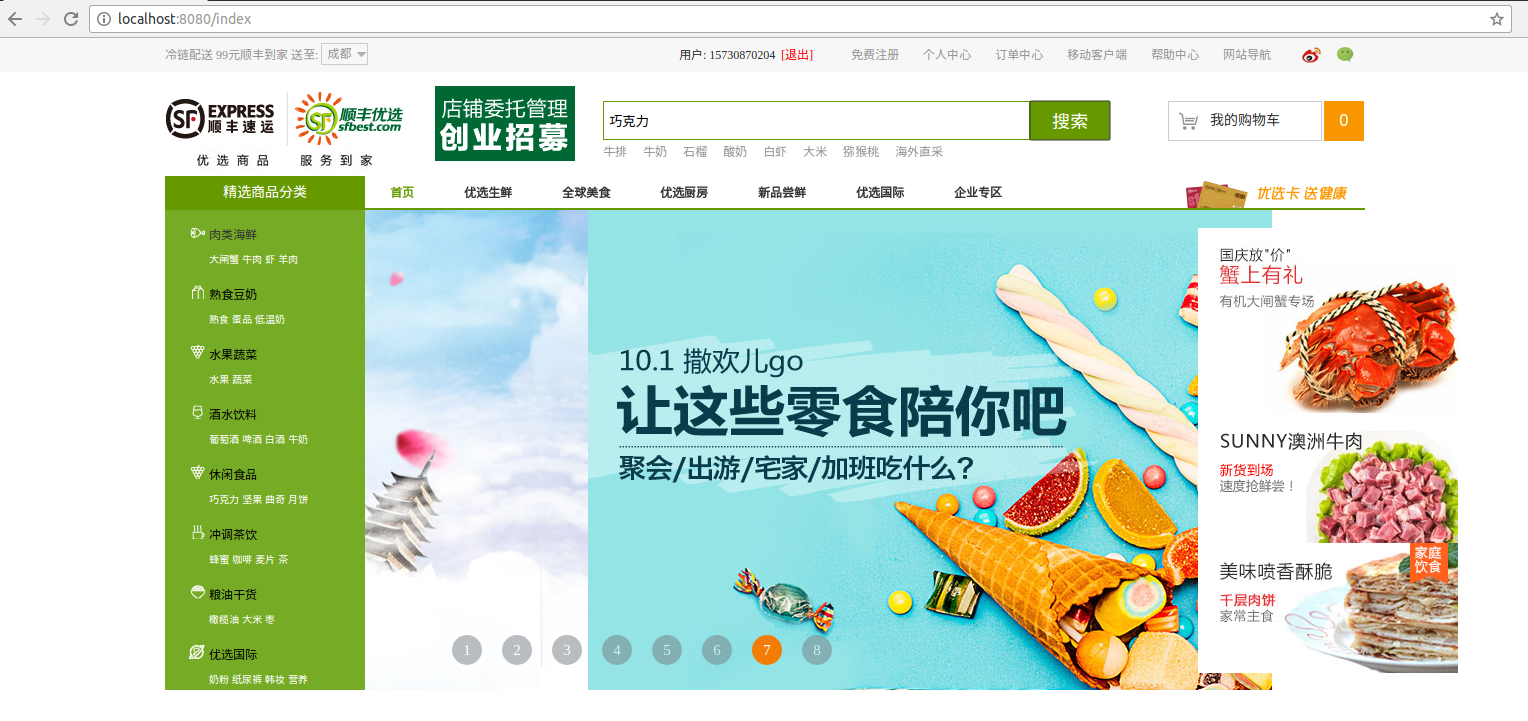 localhost:8080/index
冷链配送 99元顺丰到家 送至: 成都
用户: 15730870204 [退出] 免费注册 个人中心 订单中心 移动客户端 帮助中心 网站导航
SF EXPRESS 顺丰速运
SF 顺丰优选 sfbest.com
优选商品 服务到家
店铺委托管理
创业招募
巧克力 搜索
我的购物车 0
牛排 牛奶 石榴 酸奶 白虾 大米 猕猴桃 海外直采
精选商品分类 首页 优选生鲜 全球美食 优选厨房 新品尝鲜 优选国际 企业专区 优选卡 送健康
肉类海鲜
大闸蟹 牛肉 虾 羊肉
熟食豆奶
熟食 蛋品 低温奶
水果蔬菜
水果 蔬菜
酒水饮料
葡萄酒 啤酒 白酒 牛奶
休闲食品
巧克力 坚果 曲奇 月饼
冲调茶饮
蜂蜜 咖啡 麦片 茶
粮油干货
橄榄油 大米 枣
优选国际
奶粉 纸尿裤 韩妆 营养
10.1 撒欢儿go
让这些零食陪你吧
聚会/出游/宅家/加班吃什么?
1 2 3 4 5 6 7 8
国庆放"价"
蟹上有礼
有机大闸蟹专场
SUNNY澳洲牛肉
新货到场
速度抢鲜尝！
家庭
饮食
美味喷香酥脆
千层肉饼
家常主食